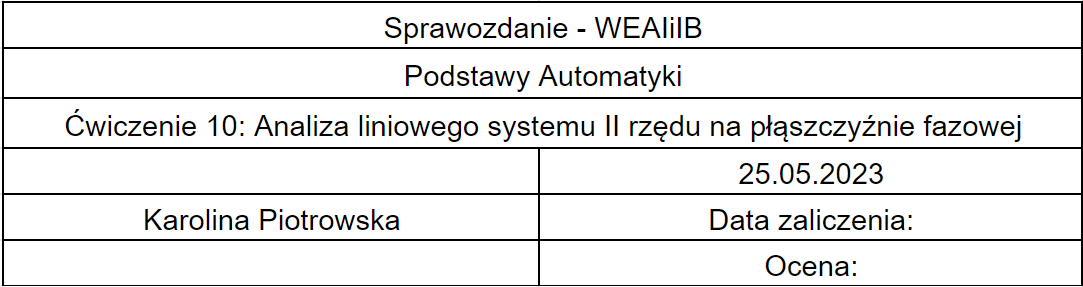 Sprawozdanie - WEAIiIB
Podstawy Automatyki
Ćwiczenie 10: Analiza liniowego systemu II rzędu na płąszczyźnie fazowej
25.05.2023
Karolina Piotrowska
Data zaliczenia:
Ocena: